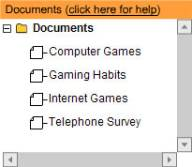 Documents (click here for help)
Documents
Computer Games
Gaming Habits
Internet Games
Telephone Survey